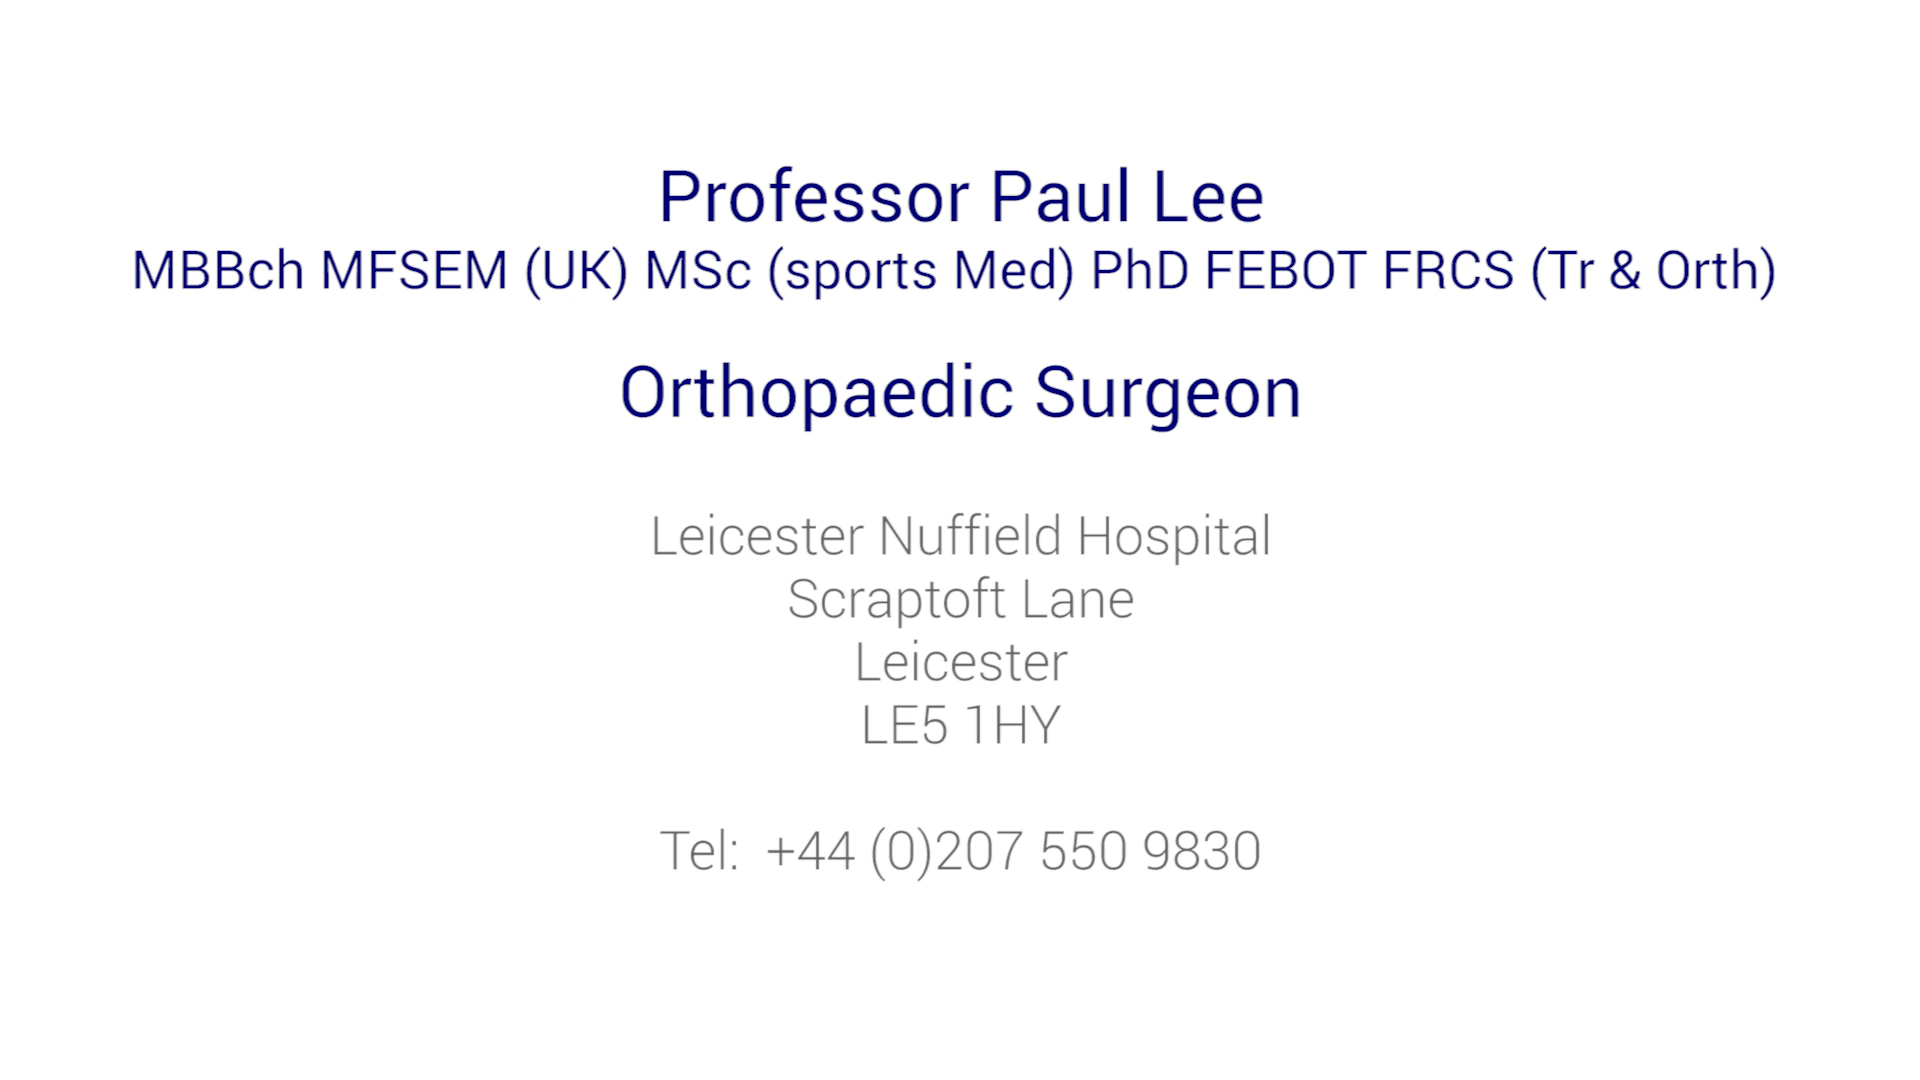 Professor Paul Lee
MBBch MFSEM (UK) MSc (sports Med) PhD FEBOT FRCS (Tr & Orth)
Orthopaedic Surgeon
Leicester Nuffield Hospital
Scraptoft Lane
Leicester
LE5 1HY
Tel:  +44 (0)207 550 9830